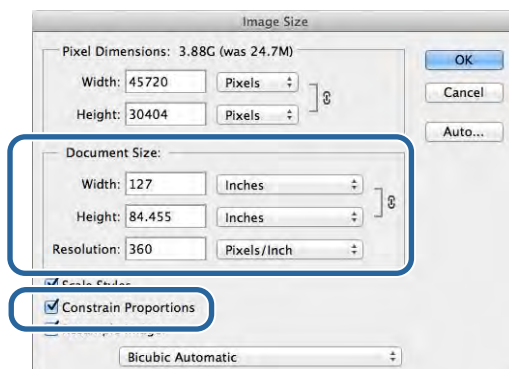 Image Size
Pixel Dimensions: 3.88G (was 24.7M)
Width: 45720 Pixels
Height: 30404 Pixels
OK
Cancel
Auto...
Document Size:
Width: 127 Inches
Height: 84.455 Inches
Resolution: 360 Pixels/Inch
Scale Styles
Constrain Proportions
Bicubic Automatic